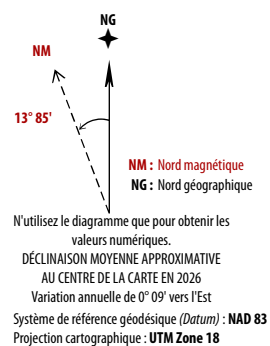 NG
NM
13° 85'
NM : Nord magnétique
NG : Nord géographique
N'utilisez le diagramme que pour obtenir les
valeurs numériques.
DÉCLINAISON MOYENNE APPROXIMATIVE
AU CENTRE DE LA CARTE EN 2026
Variation annuelle de 0° 09' vers l'Est
Système de référence géodésique (Datum) : NAD 83
Projection cartographique : UTM Zone 18